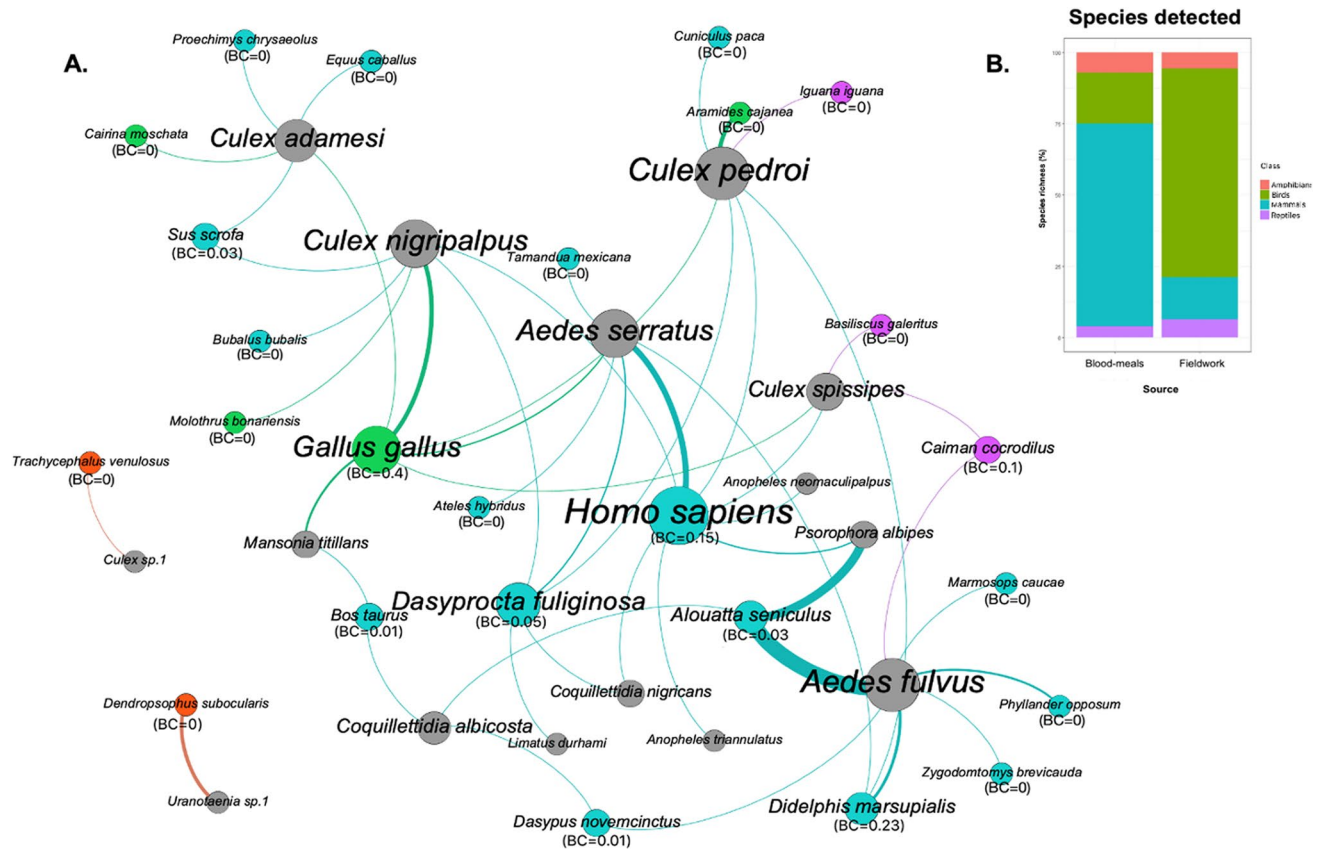 Species detected
A.
B.
Proechimys chrysaeolus
(BC=0)
Equus caballus
(BC=0)
Cuniculus paca
(BC=0)
Iguana iguana
(BC=0)
Aramides cajanea
(BC=0)
Cairina moschata
(BC=0)
Culex adamesi
Culex pedroi
Sus scrofa
(BC=0.03)
Culex nigripalpus
Tamandua mexicana
(BC=0)
Aedes serratus
Bubalus bubalis
(BC=0)
Basiliscus galeritus
(BC=0)
Culex spissipes
Molothrus bonariensis
(BC=0)
Gallus gallus
(BC=0.4)
Caiman cocrodilus
(BC=0.1)
Trachycephalus venulosus
(BC=0)
Anopheles neomaculipalpus
Ateles hybridus
(BC=0)
Homo sapiens
(BC=0.15)
Psorophora albipes
Mansonia titillans
Culex sp.1
Marmosops caucae
(BC=0)
Dasyprocta fuliginosa
(BC=0.05)
Bos taurus
(BC=0.01)
Alouatta seniculus
(BC=0.03
Aedes fulvus
Coquillettidia nigricans
Dendropsophus subocularis
(BC=0)
Phyllander opposum
(BC=0)
Coquillettidia albicosta
Limatus durhami
Anopheles triannulatus
Zygodomtomys brevicauda
(BC=0)
Uranotaenia sp.1
Didelphis marsupialis
(BC=0.23)
Dasypus novemcinctus
(BC=0.01)
Species richness (%)
100
75
50
25
0
Blood-meals
Fieldwork
Source
Class
Amphibians
Birds
Mammals
Reptiles